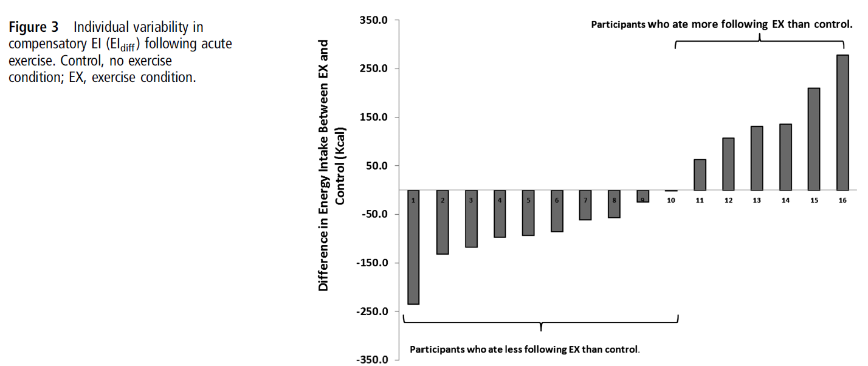 Figure 3 Individual variability in
compensatory EI (EIdiff) following acute
exercise. Control, no exercise
condition; EX, exercise condition.
Difference in Energy Intake Between EX and
Control (Kcal)
350.0
250.0
150.0
50.0
-50.0
-150.0
-250.0
-350.0
Participants who ate more following EX than control.
1 2 3 4 5 6 7 8 9 10 11 12 13 14 15 16
Participants who ate less following EX than control.